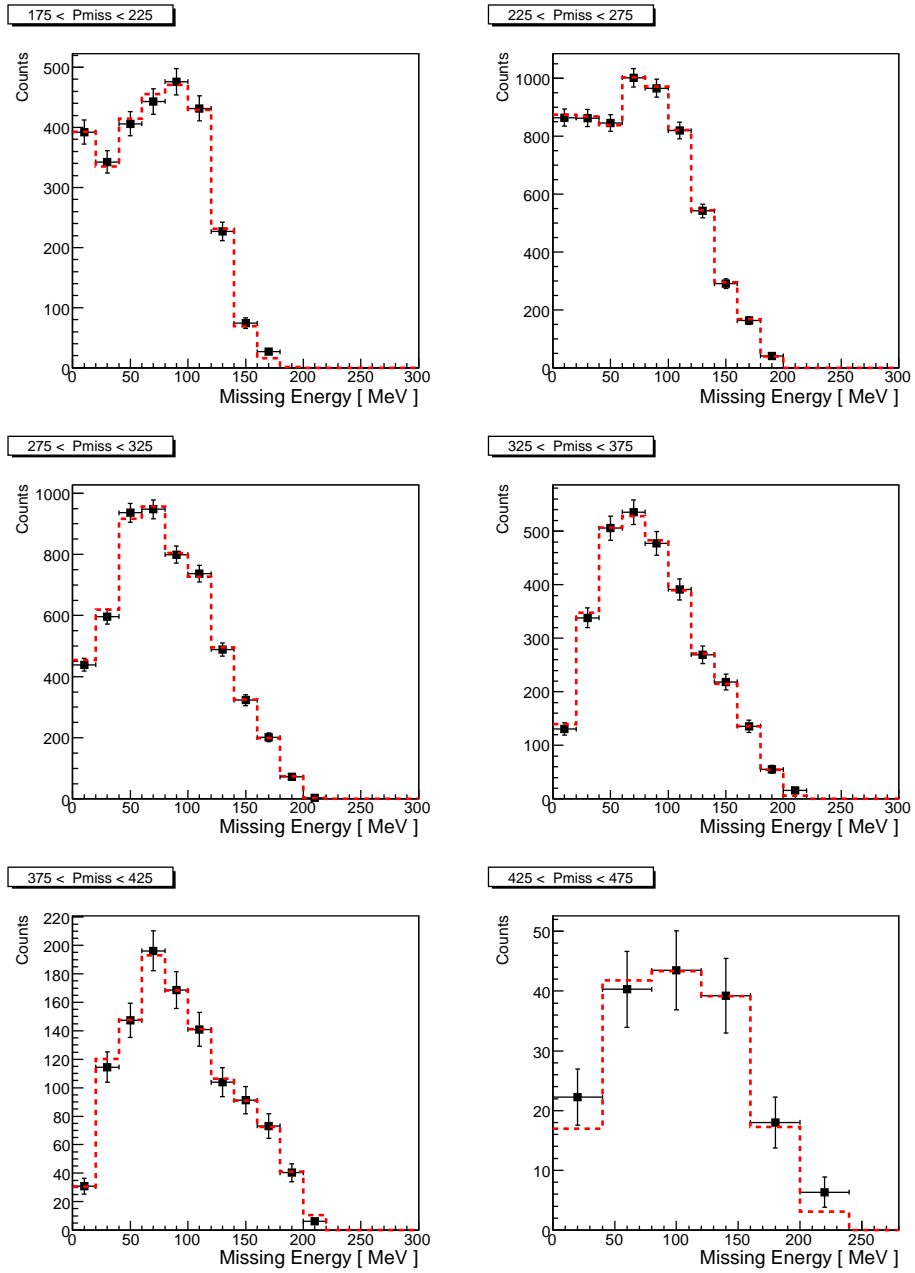 175 < Pmiss < 225
Counts
500
400
300
200
100
0
0 50 100 150 200 250 300
Missing Energy [ MeV ]
225 < Pmiss < 275
Counts
1000
800
600
400
200
0
0 50 100 150 200 250 300
Missing Energy [ MeV ]
275 < Pmiss < 325
Counts
1000
800
600
400
200
0
0 50 100 150 200 250 300
Missing Energy [ MeV ]
325 < Pmiss < 375
Counts
500
400
300
200
100
0
0 50 100 150 200 250 300
Missing Energy [ MeV ]
375 < Pmiss < 425
Counts
220
200
180
160
140
120
100
80
60
40
20
0
0 50 100 150 200 250 300
Missing Energy [ MeV ]
425 < Pmiss < 475
Counts
50
40
30
20
10
0
0 50 100 150 200 250
Missing Energy [ MeV ]